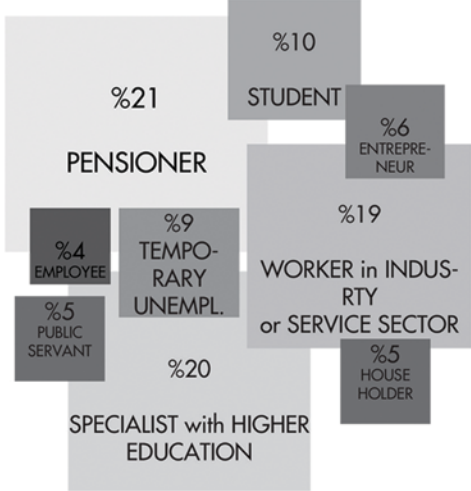 %10
STUDENT
%21
PENSIONER
%6
ENTREPRE-
NEUR
%19
WORKER in INDUS-
RTY
or SERVICE SECTOR
%9
TEMPO-
RARY
UNEMPL.
%4
EMPLOYEE
%5
PUBLIC
SERVANT
%20
SPECIALIST with HIGHER
EDUCATION
%5
HOUSE
HOLDER